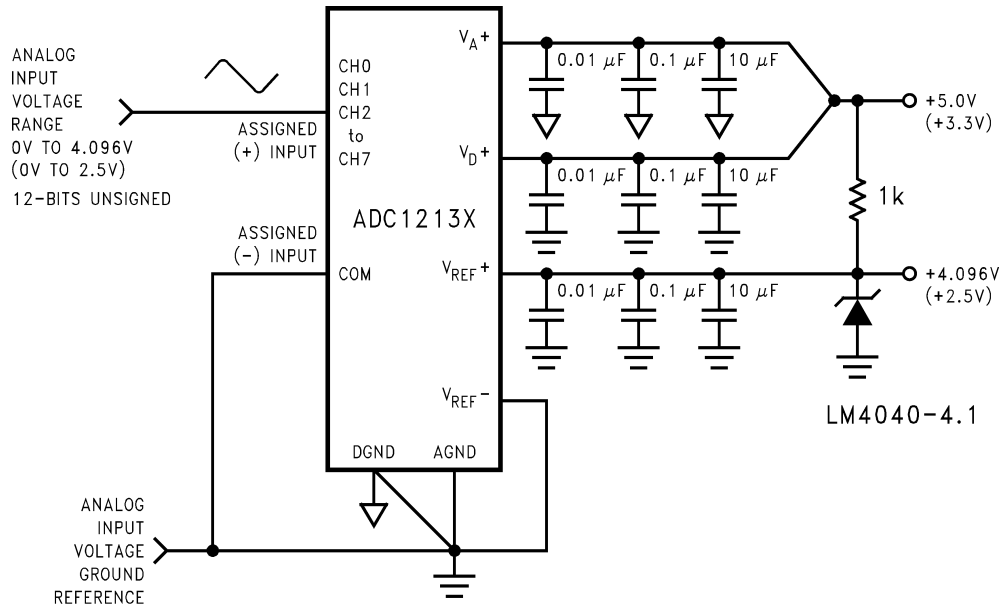 ANALOG
INPUT
VOLTAGE
RANGE
0V TO 4.096V
(0V TO 2.5V)
12-BITS UNSIGNED
ASSIGNED
(+) INPUT
CH0
CH1
CH2
to
CH7
ADC1213X
ASSIGNED
(-) INPUT
COM
VA+
0.01 μF
0.1 μF
10 μF
VD+
0.01 μF
0.1 μF
10 μF
VREF+
0.01 μF
0.1 μF
10 μF
VREF-
DGND
AGND
+5.0V
(+3.3V)
1k
+4.096V
(+2.5V)
LM4040-4.1
ANALOG
INPUT
VOLTAGE
GROUND
REFERENCE